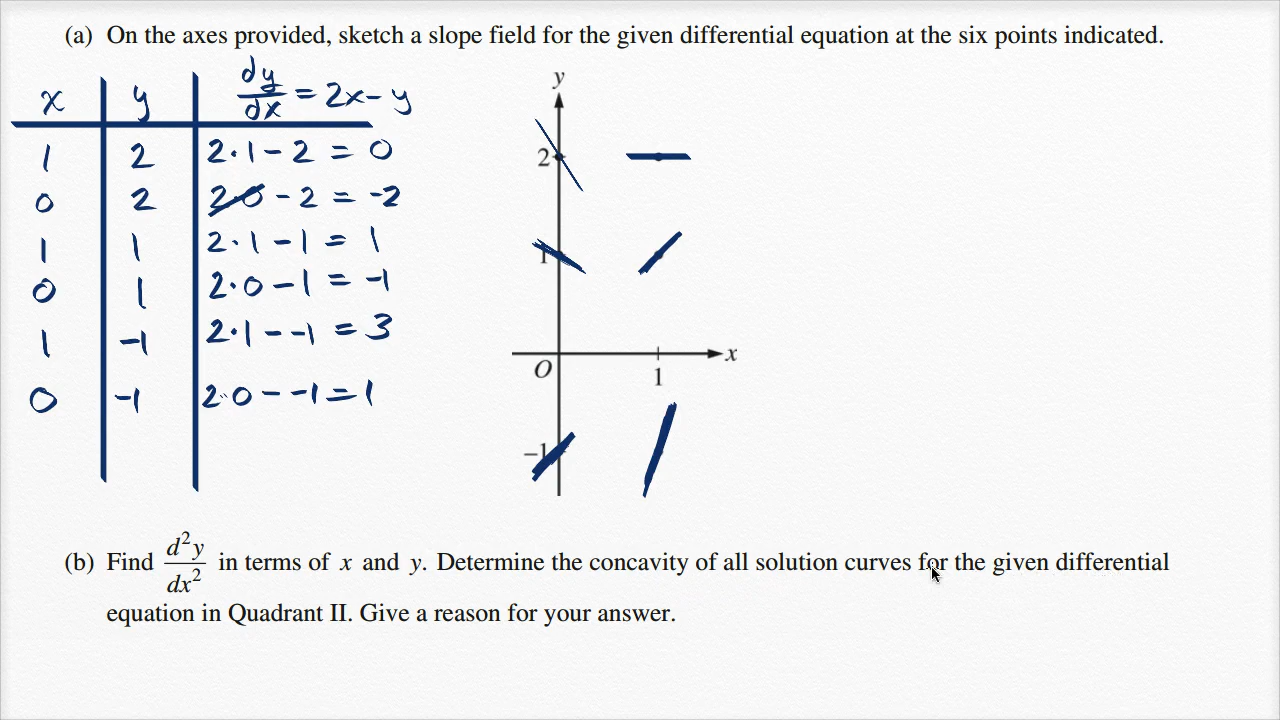 (a) On the axes provided, sketch a slope field for the given differential equation at the six points indicated.
x y dy/dx = 2x - y
1 2 2·1 - 2 = 0
0 2 2·0 - 2 = -2
1 1 2·1 - 1 = 1
0 1 2·0 - 1 = -1
1 -1 2·1 - -1 = 3
0 -1 2·0 - -1 = 1
y
2
1
O 1 x
−1
(b) Find d²y/dx² in terms of x and y. Determine the concavity of all solution curves for the given differential
equation in Quadrant II. Give a reason for your answer.